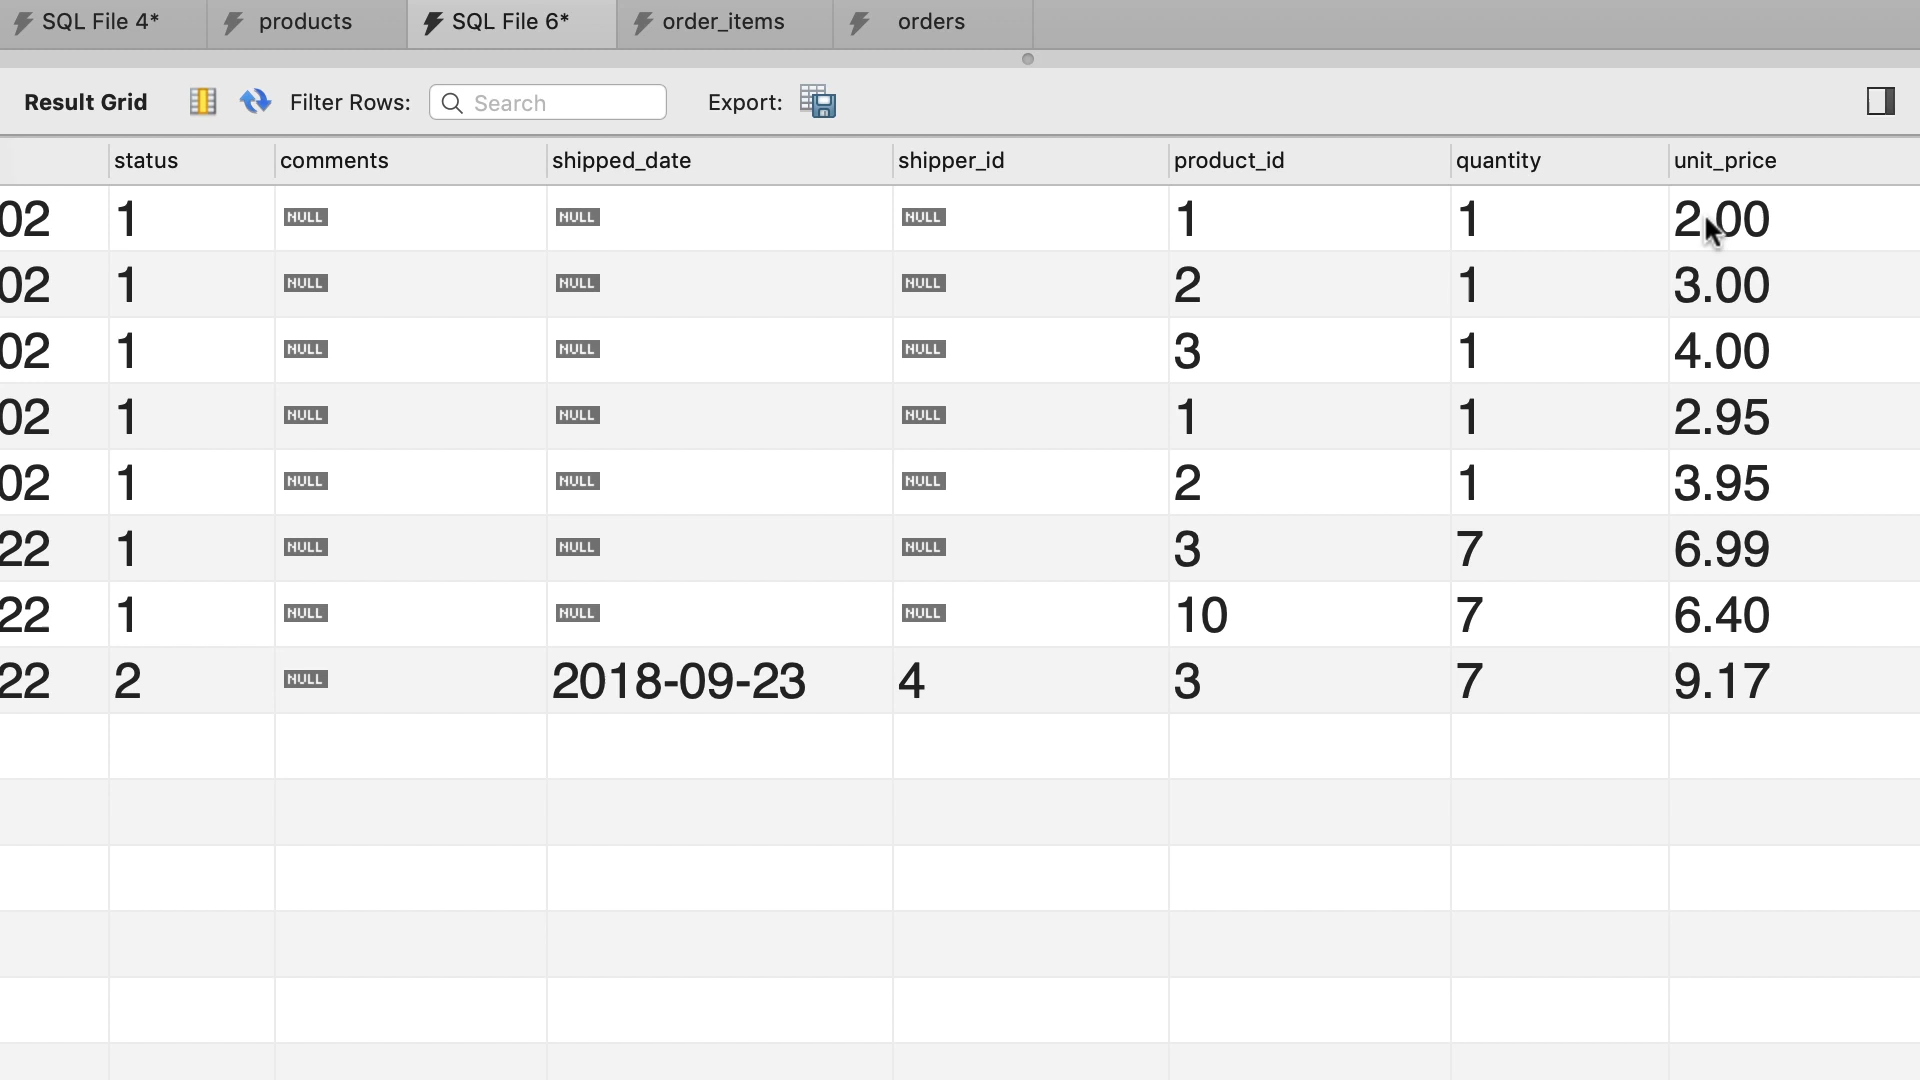 SQL File 4* products SQL File 6* order_items orders
Result Grid Filter Rows: Search Export:
status comments shipped_date shipper_id product_id quantity unit_price
02 1 NULL NULL NULL 1 1 2.00
02 1 NULL NULL NULL 2 1 3.00
02 1 NULL NULL NULL 3 1 4.00
02 1 NULL NULL NULL 1 1 2.95
02 1 NULL NULL NULL 2 1 3.95
22 1 NULL NULL NULL 3 7 6.99
22 1 NULL NULL NULL 10 7 6.40
22 2 NULL 2018-09-23 4 3 7 9.17